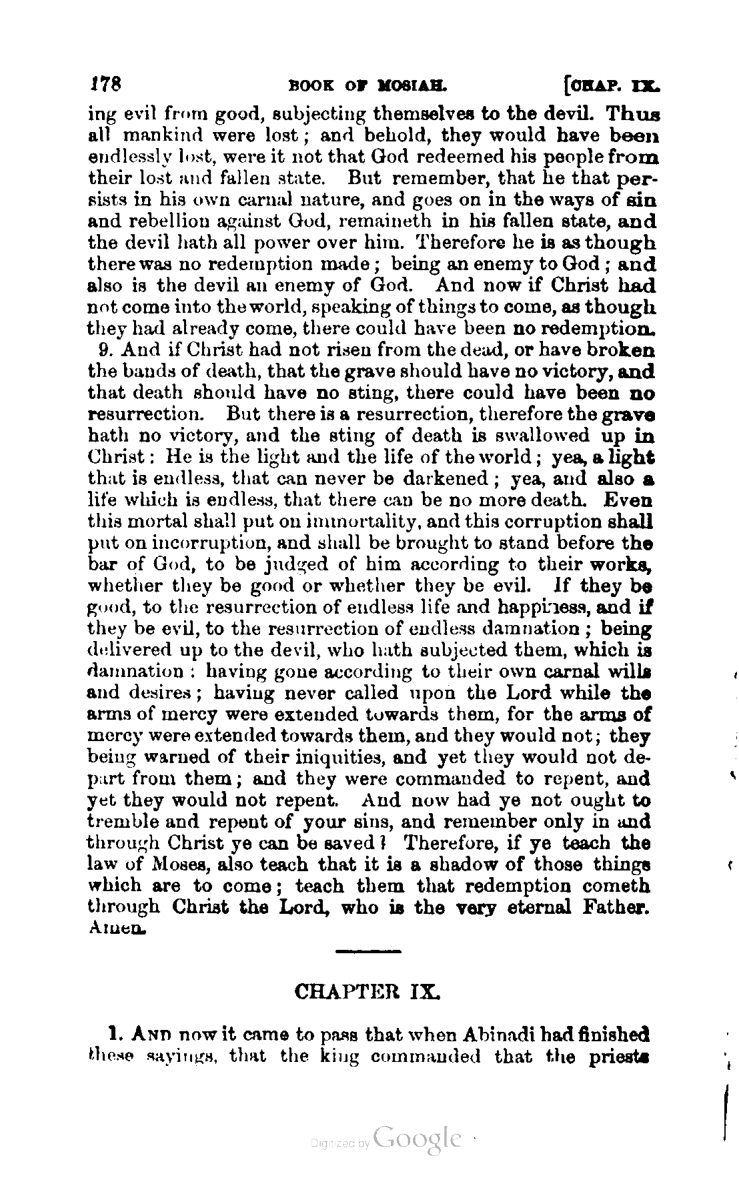 178 BOOK OF MOSIAH. [CHAP. IX.
ing evil from good, subjecting themselves to the devil. Thus
all mankind were lost; and behold, they would have been
endlessly lost, were it not that God redeemed his people from
their lost and fallen state. But remember, that he that per-
sists in his own carnal nature, and goes on in the ways of sin
and rebellion against God, remaineth in his fallen state, and
the devil hath all power over him. Therefore he is as though
there was no redemption made; being an enemy to God; and
also is the devil an enemy of God. And now if Christ had
not come into the world, speaking of things to come, as though
they had already come, there could have been no redemption.
9. And if Christ had not risen from the dead, or have broken
the bands of death, that the grave should have no victory, and
that death should have no sting, there could have been no
resurrection. But there is a resurrection, therefore the grave
hath no victory, and the sting of death is swallowed up in
Christ: He is the light and the life of the world; yea, a light
that is endless, that can never be darkened; yea, and also a
life which is endless, that there can be no more death. Even
this mortal shall put on immortality, and this corruption shall
put on incorruption, and shall be brought to stand before the
bar of God, to be judged of him according to their works,
whether they be good or whether they be evil. If they be
good, to the resurrection of endless life and happiness, and if
they be evil, to the resurrection of endless damnation; being
delivered up to the devil, who hath subjected them, which is
damnation: having gone according to their own carnal wills
and desires; having never called upon the Lord while the
arms of mercy were extended towards them, for the arms of
mercy were extended towards them, and they would not; they
being warned of their iniquities, and yet they would not de-
part from them; and they were commanded to repent, and
yet they would not repent. And now had ye not ought to
tremble and repent of your sins, and remember only in and
through Christ ye can be saved? Therefore, if ye teach the
law of Moses, also teach that it is a shadow of those things
which are to come; teach them that redemption cometh
through Christ the Lord, who is the very eternal Father.
Amen.
CHAPTER IX.
1. AND now it came to pass that when Abinadi had finished
these sayings, that the king commanded that the priests
Digitized by Google